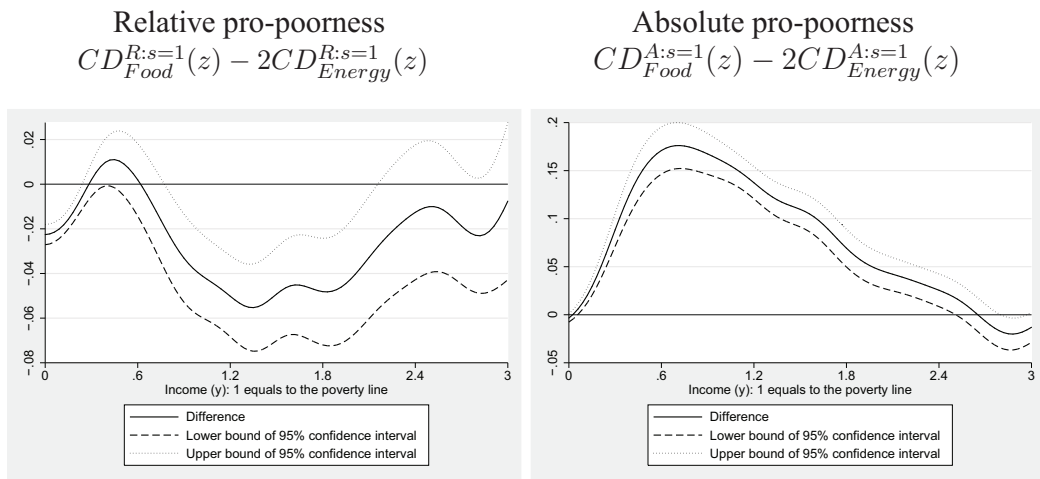 Relative pro-poorness
CD^{R:s=1}_{Food}(z) − 2CD^{R:s=1}_{Energy}(z)
.02
0
-.02
-.04
-.06
-.08
0 .6 1.2 1.8 2.4 3
Income (y): 1 equals to the poverty line
Difference
Lower bound of 95% confidence interval
Upper bound of 95% confidence interval
Absolute pro-poorness
CD^{A:s=1}_{Food}(z) − 2CD^{A:s=1}_{Energy}(z)
.2
.15
.1
.05
0
-.05
0 .6 1.2 1.8 2.4 3
Income (y): 1 equals to the poverty line
Difference
Lower bound of 95% confidence interval
Upper bound of 95% confidence interval